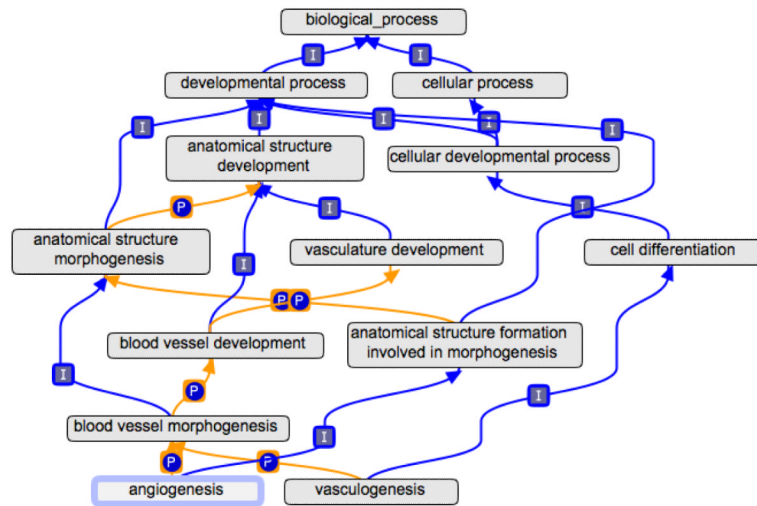 biological_process
I
I
developmental process
cellular process
I
I
I
I
I
anatomical structure
development
cellular developmental process
P
I
I
anatomical structure
morphogenesis
vasculature development
cell differentiation
I
P
P
blood vessel development
anatomical structure formation
involved in morphogenesis
I
P
I
blood vessel morphogenesis
I
P
P
angiogenesis
vasculogenesis